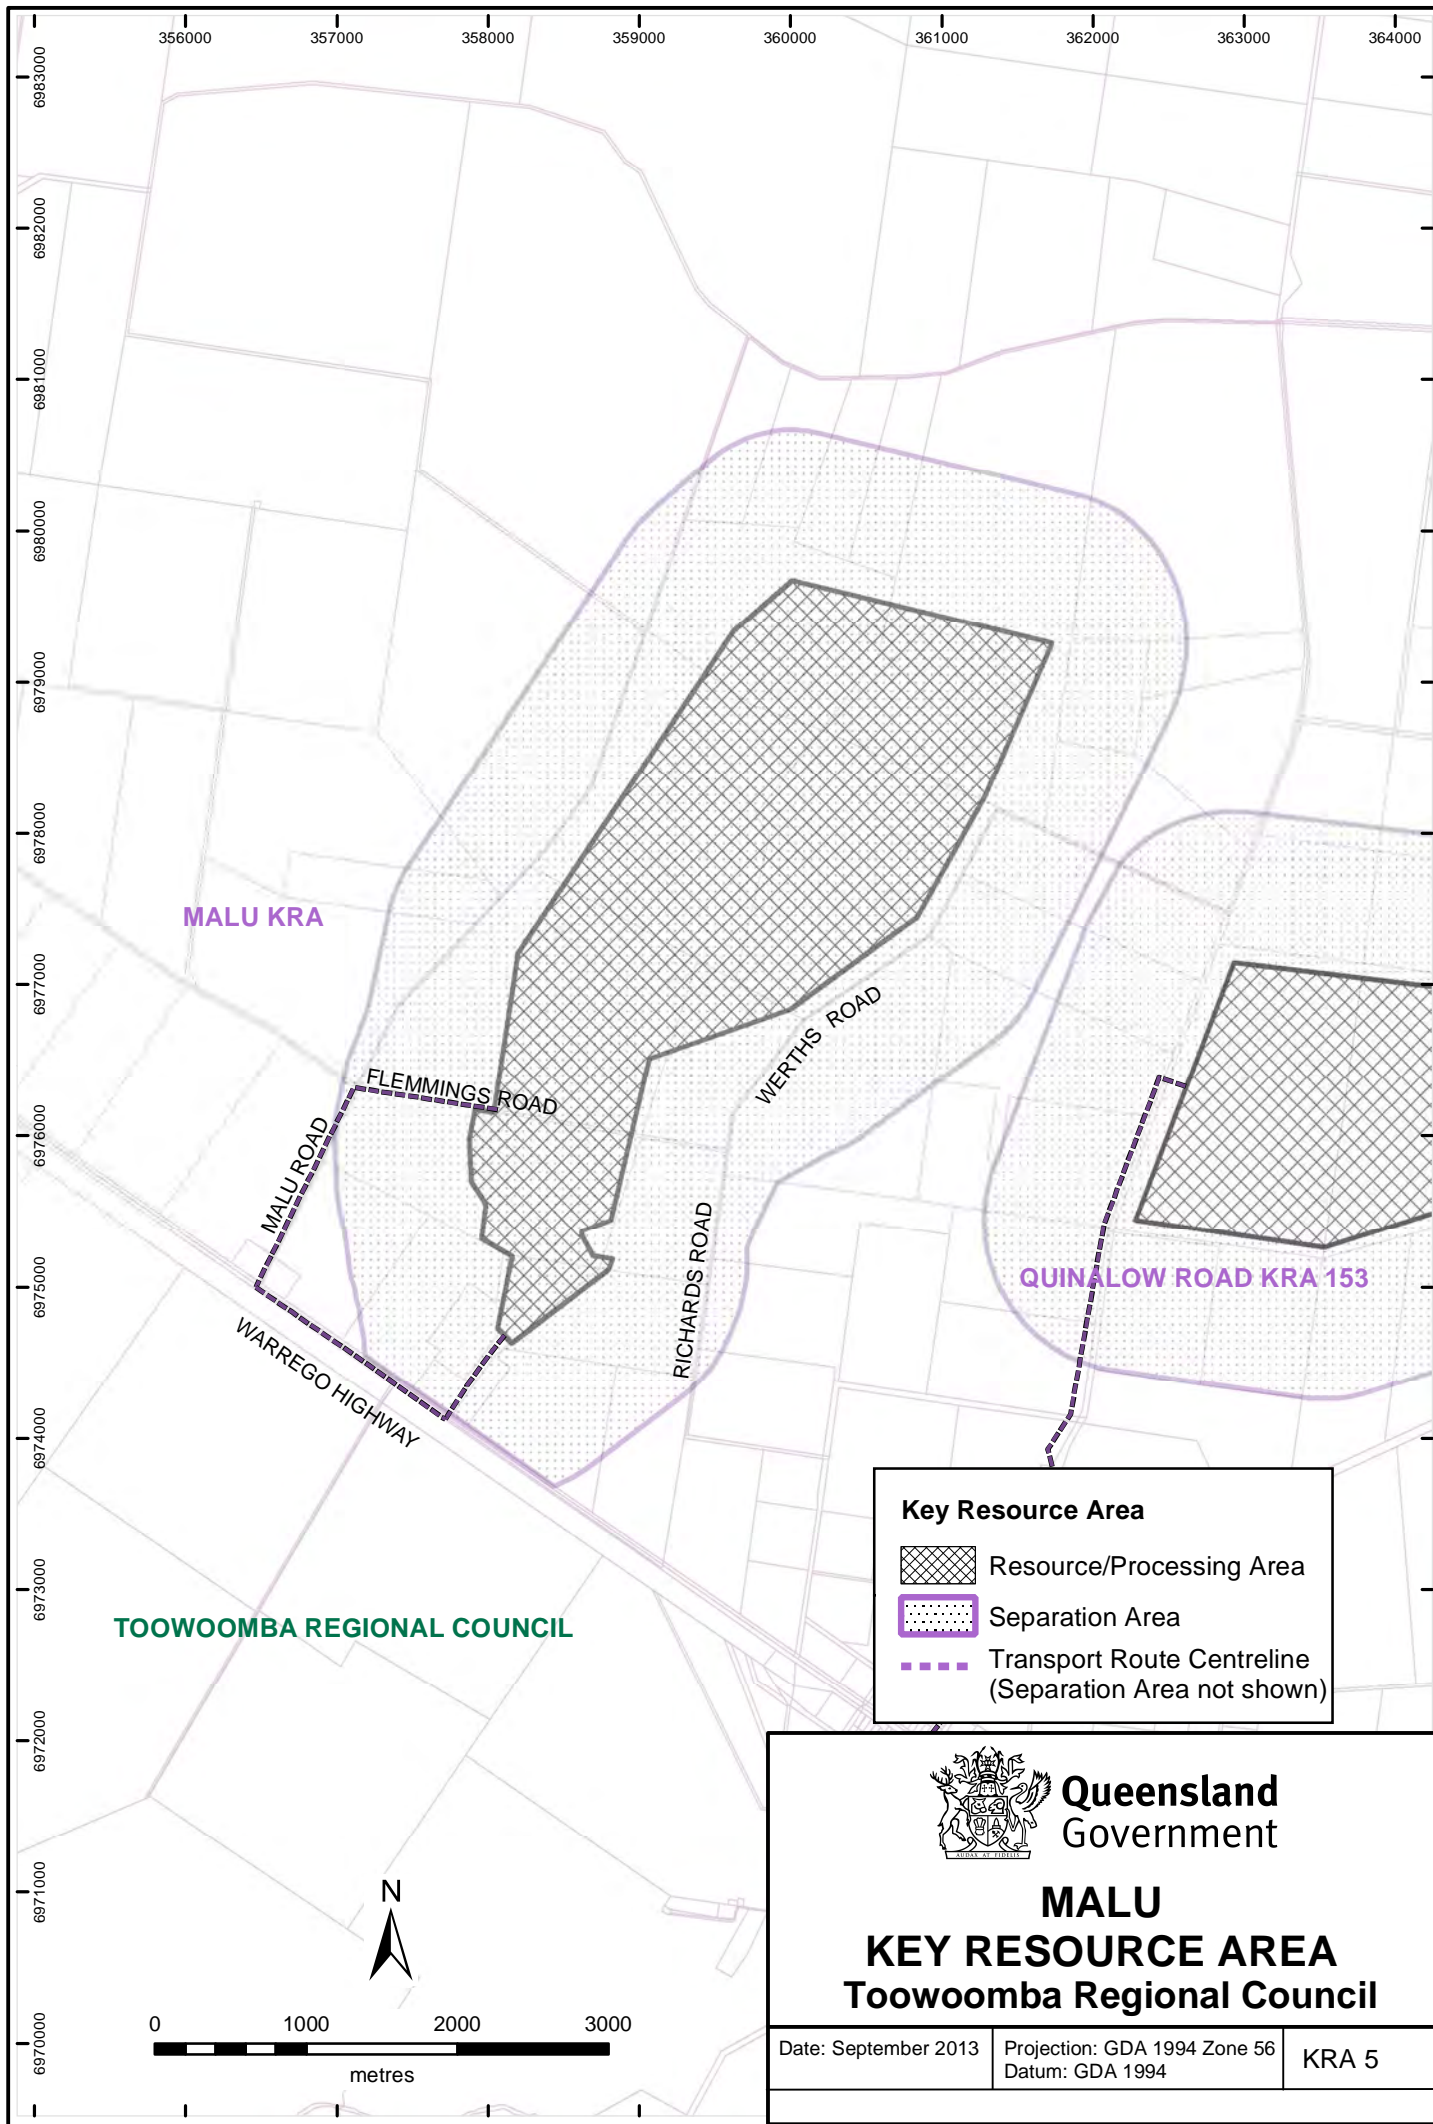 356000
357000
358000
359000
360000
361000
362000
363000
364000
6983000
6982000
6981000
6980000
6979000
6978000
6977000
6976000
6975000
6974000
6973000
6972000
6971000
6970000
MALU KRA
FLEMMINGS ROAD
MALU ROAD
WERTHS ROAD
RICHARDS ROAD
WARREGO HIGHWAY
QUINALOW ROAD KRA 153
TOOWOOMBA REGIONAL COUNCIL
Key Resource Area
Resource/Processing Area
Separation Area
Transport Route Centreline
(Separation Area not shown)
AUDAX AT FIDELIS
Queensland
Government
MALU
KEY RESOURCE AREA
Toowoomba Regional Council
Date: September 2013
Projection: GDA 1994 Zone 56
Datum: GDA 1994
KRA 5
N
0
1000
2000
3000
metres